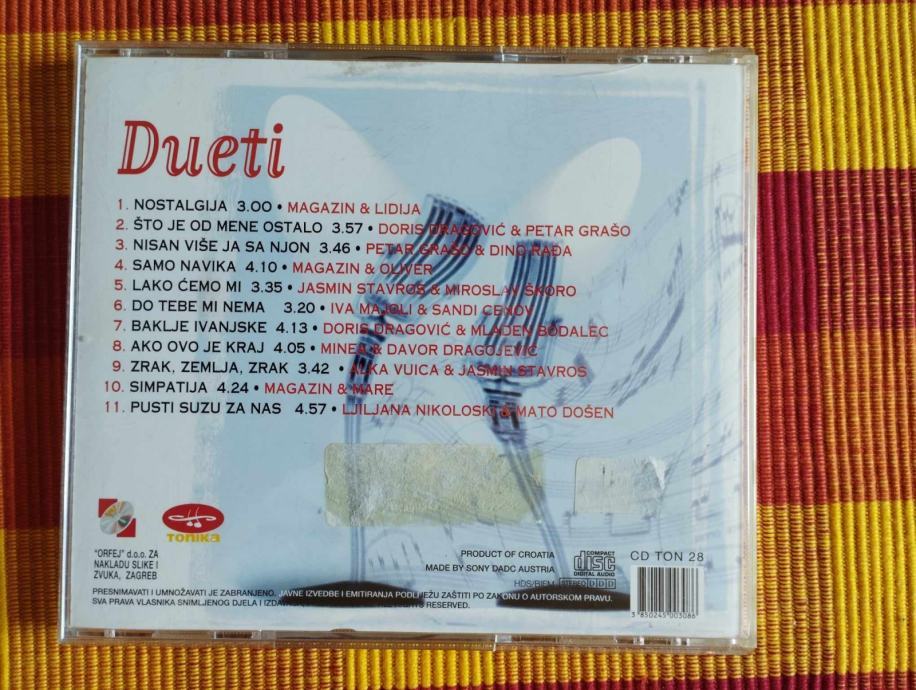 Dueti
1. NOSTALGIJA 3.00 • MAGAZIN & LIDIJA
2. ŠTO JE OD MENE OSTALO 3.57 • DORIS DRAGOVIĆ & PETAR GRAŠO
3. NISAN VIŠE JA SA NJON 3.46 • PETAR GRAŠO & DINO RAĐA
4. SAMO NAVIKA 4.10 • MAGAZIN & OLIVER
5. LAKO ĆEMO MI 3.35 • JASMIN STAVROS & MIROSLAV ŠKORO
6. DO TEBE MI NEMA 3.20 • IVA MAJOLI & SANDI CENOV
7. BAKLJE IVANJSKE 4.13 • DORIS DRAGOVIĆ & MLADEN BODALEC
8. AKO OVO JE KRAJ 4.05 • MINEA & DAVOR DRAGOJEVIĆ
9. ZRAK, ZEMLJA, ZRAK 3.42 • ALKA VUICA & JASMIN STAVROS
10. SIMPATIJA 4.24 • MAGAZIN & MARE
11. PUSTI SUZU ZA NAS 4.57 • LJILJANA NIKOLOSKI & MATO DOŠEN
TONIKA
"ORFEJ" d.o.o. ZA
NAKLADU SLIKE I
ZVUKA, ZAGREB
PRODUCT OF CROATIA
MADE BY SONY DADC AUSTRIA
HDS/BIEM STEREO DDD
COMPACT
disc
DIGITAL AUDIO
CD TON 28
3 850245 003086
PRESNIMAVATI I UMNOŽAVATI JE ZABRANJENO. JAVNE IZVEDBE I EMITIRANJA PODLIJEŽU ZAŠTITI PO ZAKONU O AUTORSKOM PRAVU.
SVA PRAVA VLASNIKA SNIMLJENOG DJELA I RESERVED.